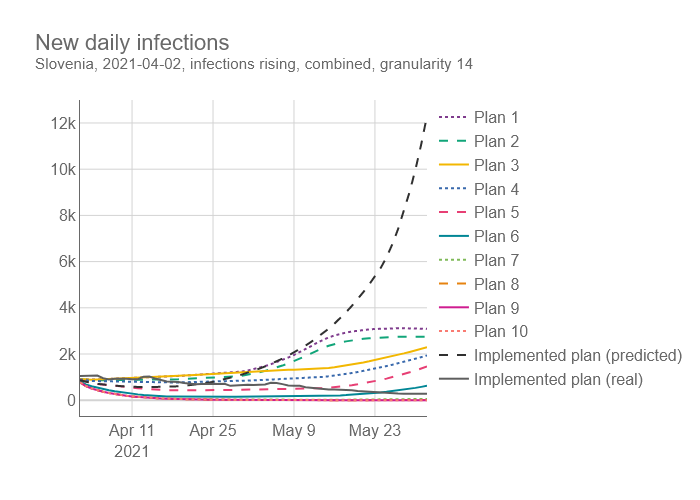 New daily infections
Slovenia, 2021-04-02, infections rising, combined, granularity 14
12k
10k
8k
6k
4k
2k
0
Apr 11
2021
Apr 25
May 9
May 23
Plan 1
Plan 2
Plan 3
Plan 4
Plan 5
Plan 6
Plan 7
Plan 8
Plan 9
Plan 10
Implemented plan (predicted)
Implemented plan (real)